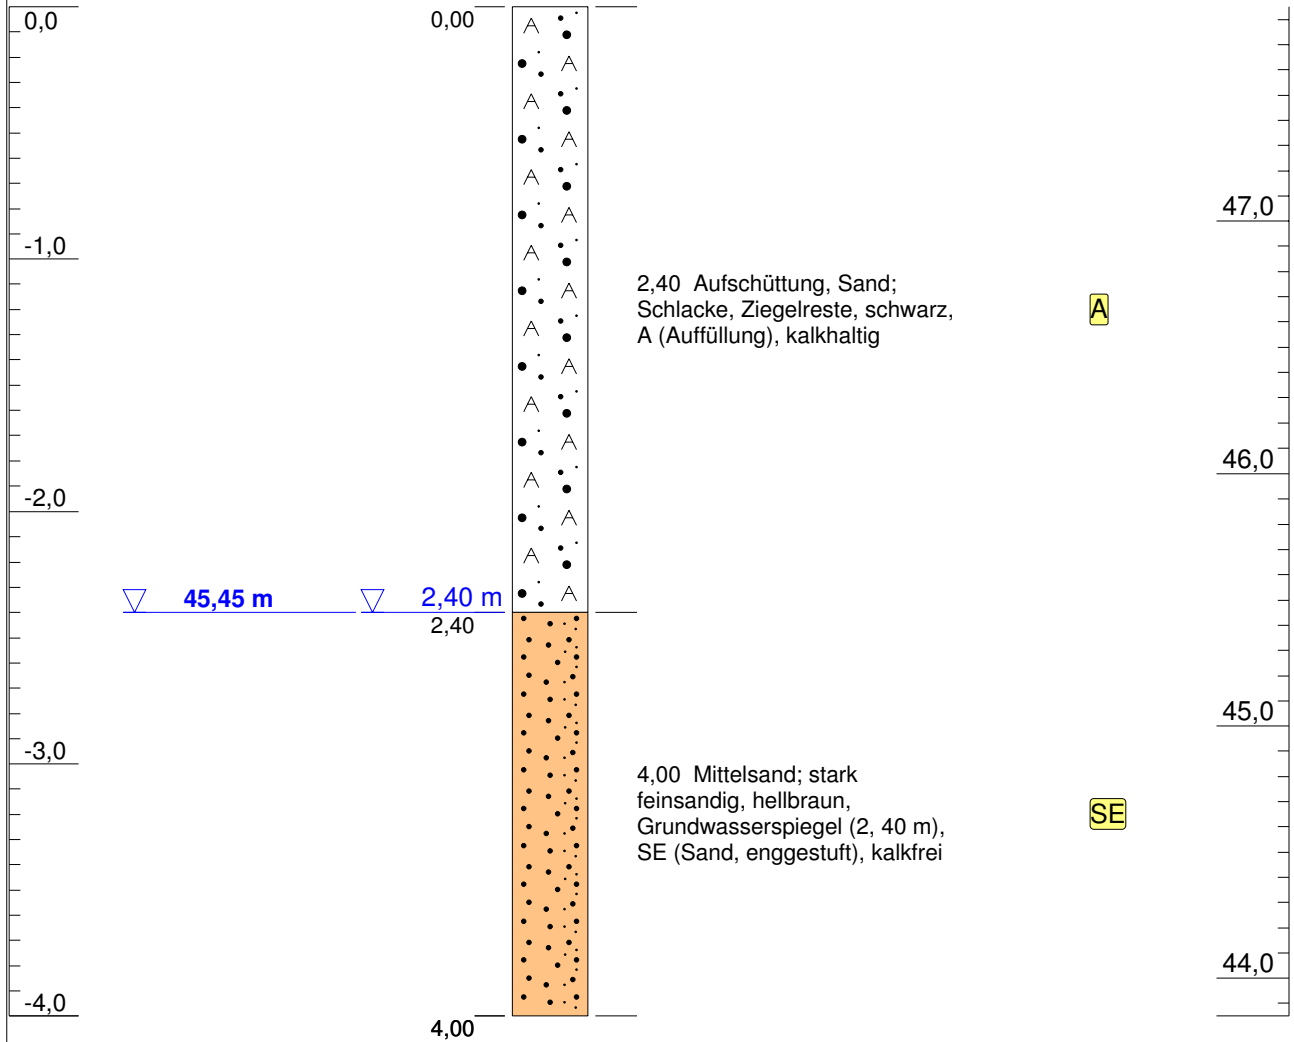 0,0
0,00
47,0
-1,0
2,40 Aufschüttung, Sand;
Schlacke, Ziegelreste, schwarz,
A (Auffüllung), kalkhaltig
A
46,0
-2,0
45,45 m
2,40 m
2,40
45,0
-3,0
4,00 Mittelsand; stark
feinsandig, hellbraun,
Grundwasserspiegel (2, 40 m),
SE (Sand, enggestuft), kalkfrei
SE
44,0
-4,0
4,00